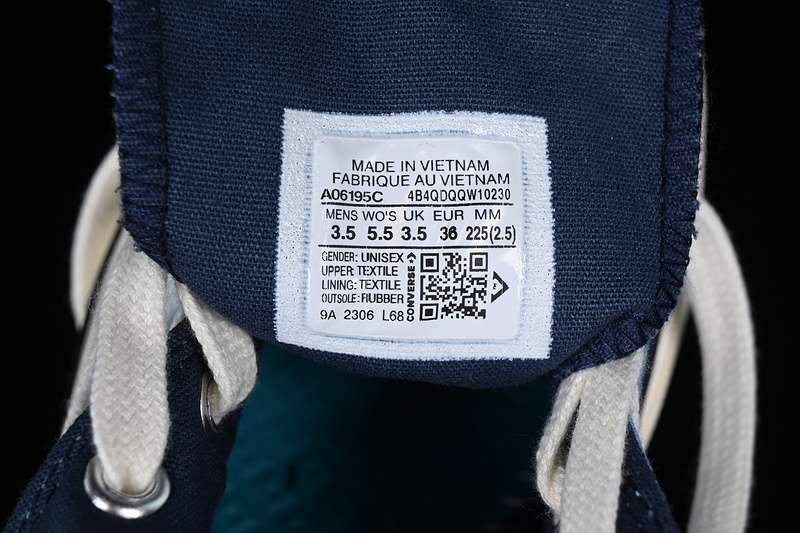 MADE IN VIETNAM
FABRIQUE AU VIETNAM
A06195C 4B4QDQQW10230
MENS WO'S UK EUR MM
3.5 5.5 3.5 36 225(2.5)
GENDER: UNISEX
UPPER: TEXTILE
LINING: TEXTILE
OUTSOLE: RUBBER
9A 2306 L68
CONVERSE